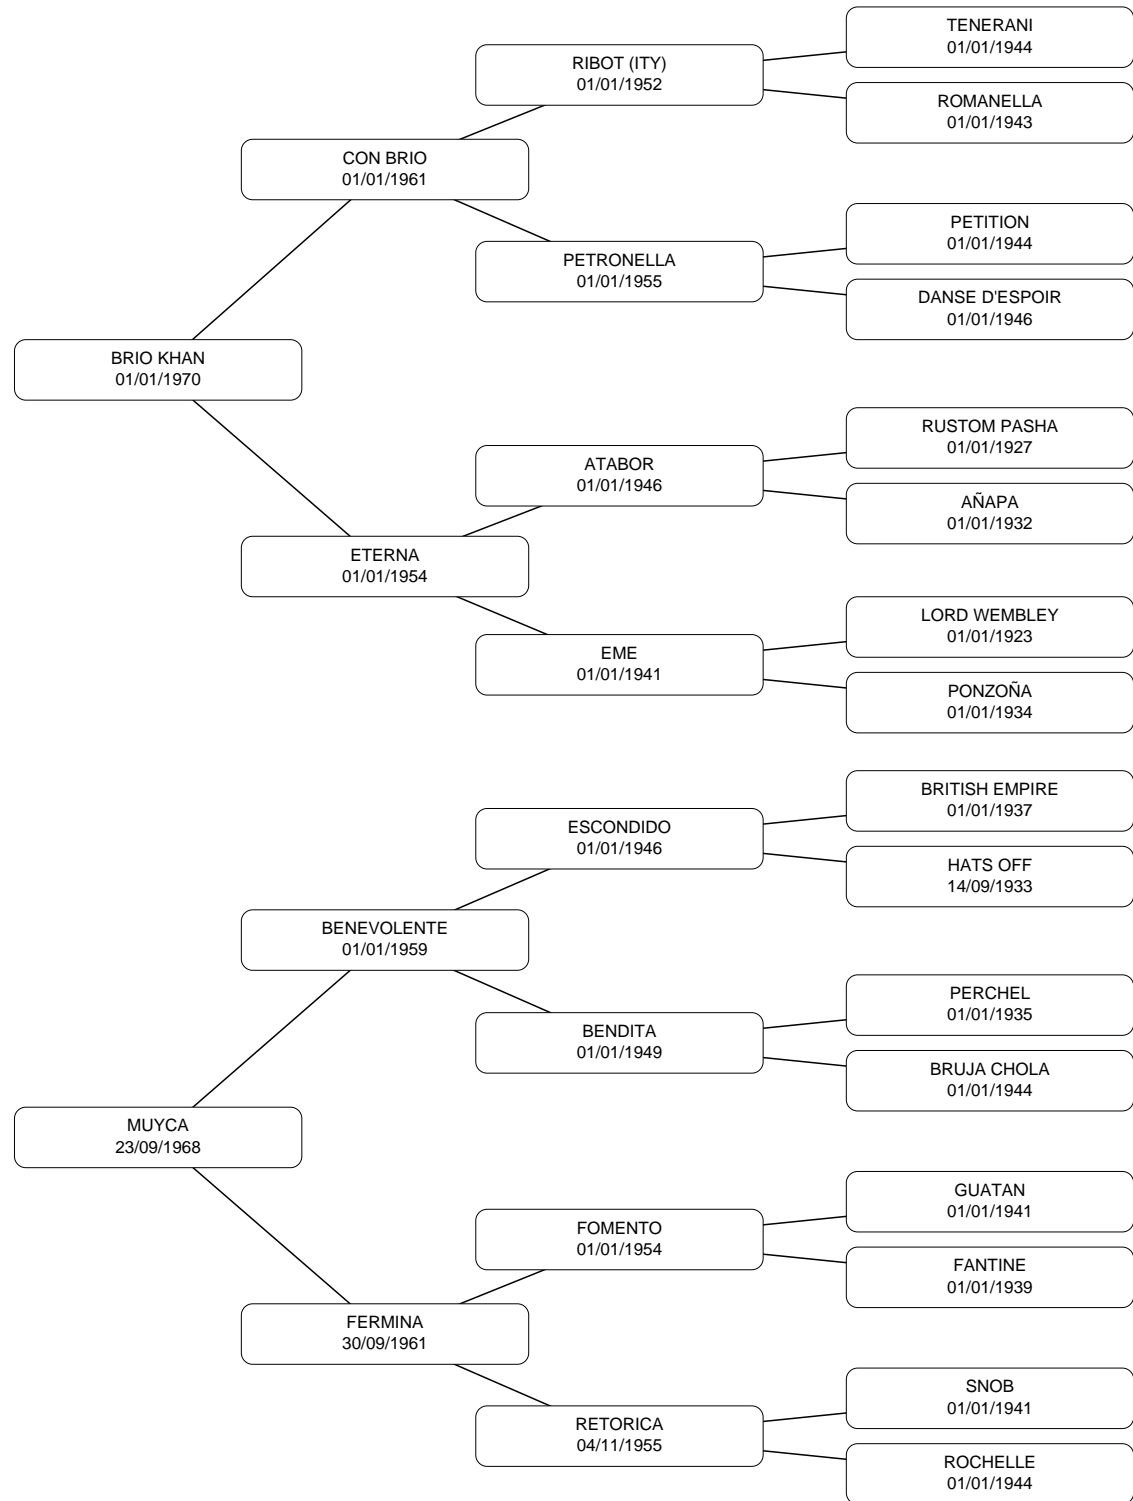 TENERANI
01/01/1944
RIBOT (ITY)
01/01/1952
ROMANELLA
01/01/1943
CON BRIO
01/01/1961
PETITION
01/01/1944
PETRONELLA
01/01/1955
DANSE D'ESPOIR
01/01/1946
BRIO KHAN
01/01/1970
RUSTOM PASHA
01/01/1927
ATABOR
01/01/1946
AÑAPA
01/01/1932
ETERNA
01/01/1954
LORD WEMBLEY
01/01/1923
EME
01/01/1941
PONZOÑA
01/01/1934
BRITISH EMPIRE
01/01/1937
ESCONDIDO
01/01/1946
HATS OFF
14/09/1933
BENEVOLENTE
01/01/1959
PERCHEL
01/01/1935
BENDITA
01/01/1949
BRUJA CHOLA
01/01/1944
MUYCA
23/09/1968
GUATAN
01/01/1941
FOMENTO
01/01/1954
FANTINE
01/01/1939
FERMINA
30/09/1961
SNOB
01/01/1941
RETORICA
04/11/1955
ROCHELLE
01/01/1944